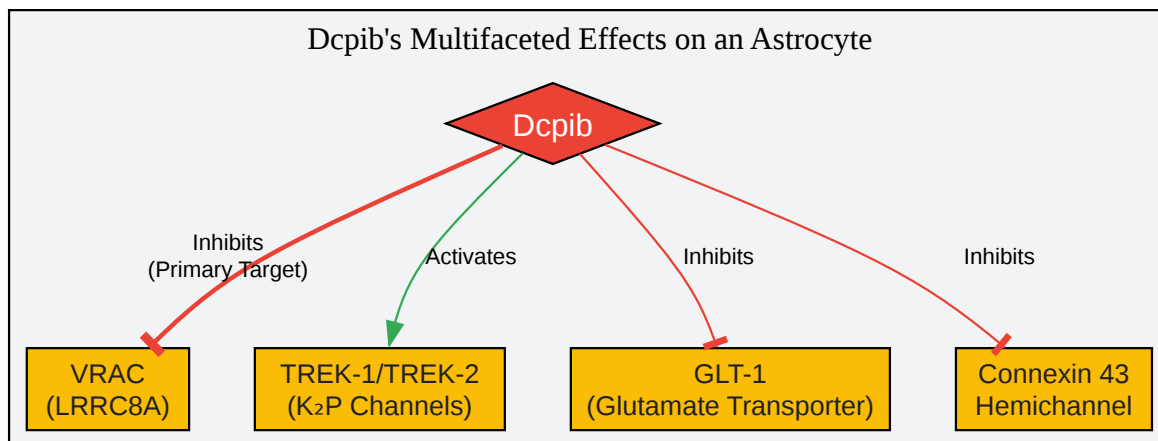 Dcpib's Multifaceted Effects on an Astrocyte
Dcpib
Inhibits
(Primary Target)
Activates
Inhibits
Inhibits
VRAC
(LRRC8A)
TREK-1/TREK-2
(K₂P Channels)
GLT-1
(Glutamate Transporter)
Connexin 43
Hemichannel